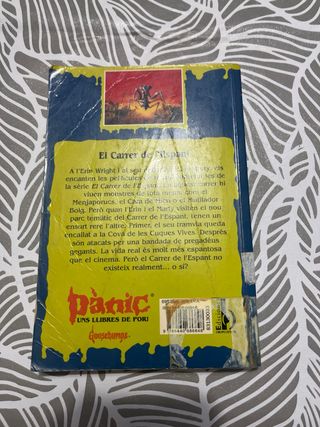 El Carrer de l'Espant
A l'Erin Wright i al seu
encanten les pel·lícules
de la sèrie El Carrer de l'E
viuen monstres de tota mena: com el
Menjaporucs, el Cara de Bitxo o el Mutilador
Boig. Però quan l'Erin i el Marty visiten el nou
parc temàtic del Carrer de l'Espant, tenen un
ensurt rere l'altre. Primer, el seu tramvia queda
encallat a la Cova de les Cuques Vives. Després
són atacats per una bandada de pregadéus
gegants. La vida real és molt més espantosa
que el cinema. Però el Carrer de l'Espant no
existeix realment... o sí?
Pànic
UNS LLIBRES DE POR!
Goosebumps